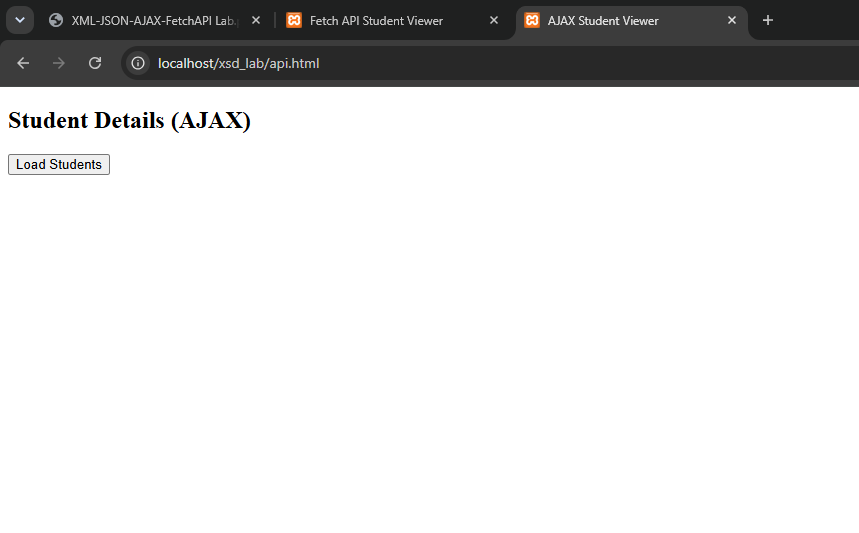 XML-JSON-AJAX-FetchAPI Lab.
Fetch API Student Viewer
AJAX Student Viewer
localhost/xsd_lab/api.html
Student Details (AJAX)
Load Students